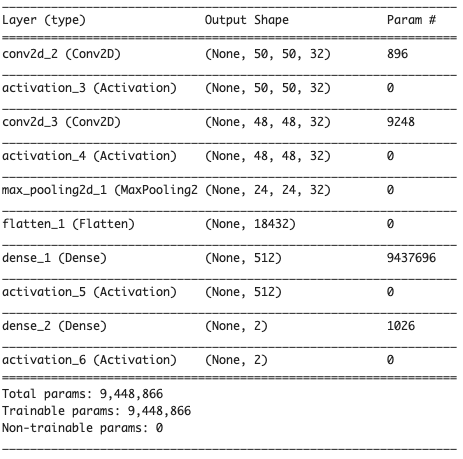 Layer (type) Output Shape Param #
conv2d_2 (Conv2D) (None, 50, 50, 32) 896
activation_3 (Activation) (None, 50, 50, 32) 0
conv2d_3 (Conv2D) (None, 48, 48, 32) 9248
activation_4 (Activation) (None, 48, 48, 32) 0
max_pooling2d_1 (MaxPooling2 (None, 24, 24, 32) 0
flatten_1 (Flatten) (None, 18432) 0
dense_1 (Dense) (None, 512) 9437696
activation_5 (Activation) (None, 512) 0
dense_2 (Dense) (None, 2) 1026
activation_6 (Activation) (None, 2) 0
Total params: 9,448,866
Trainable params: 9,448,866
Non-trainable params: 0